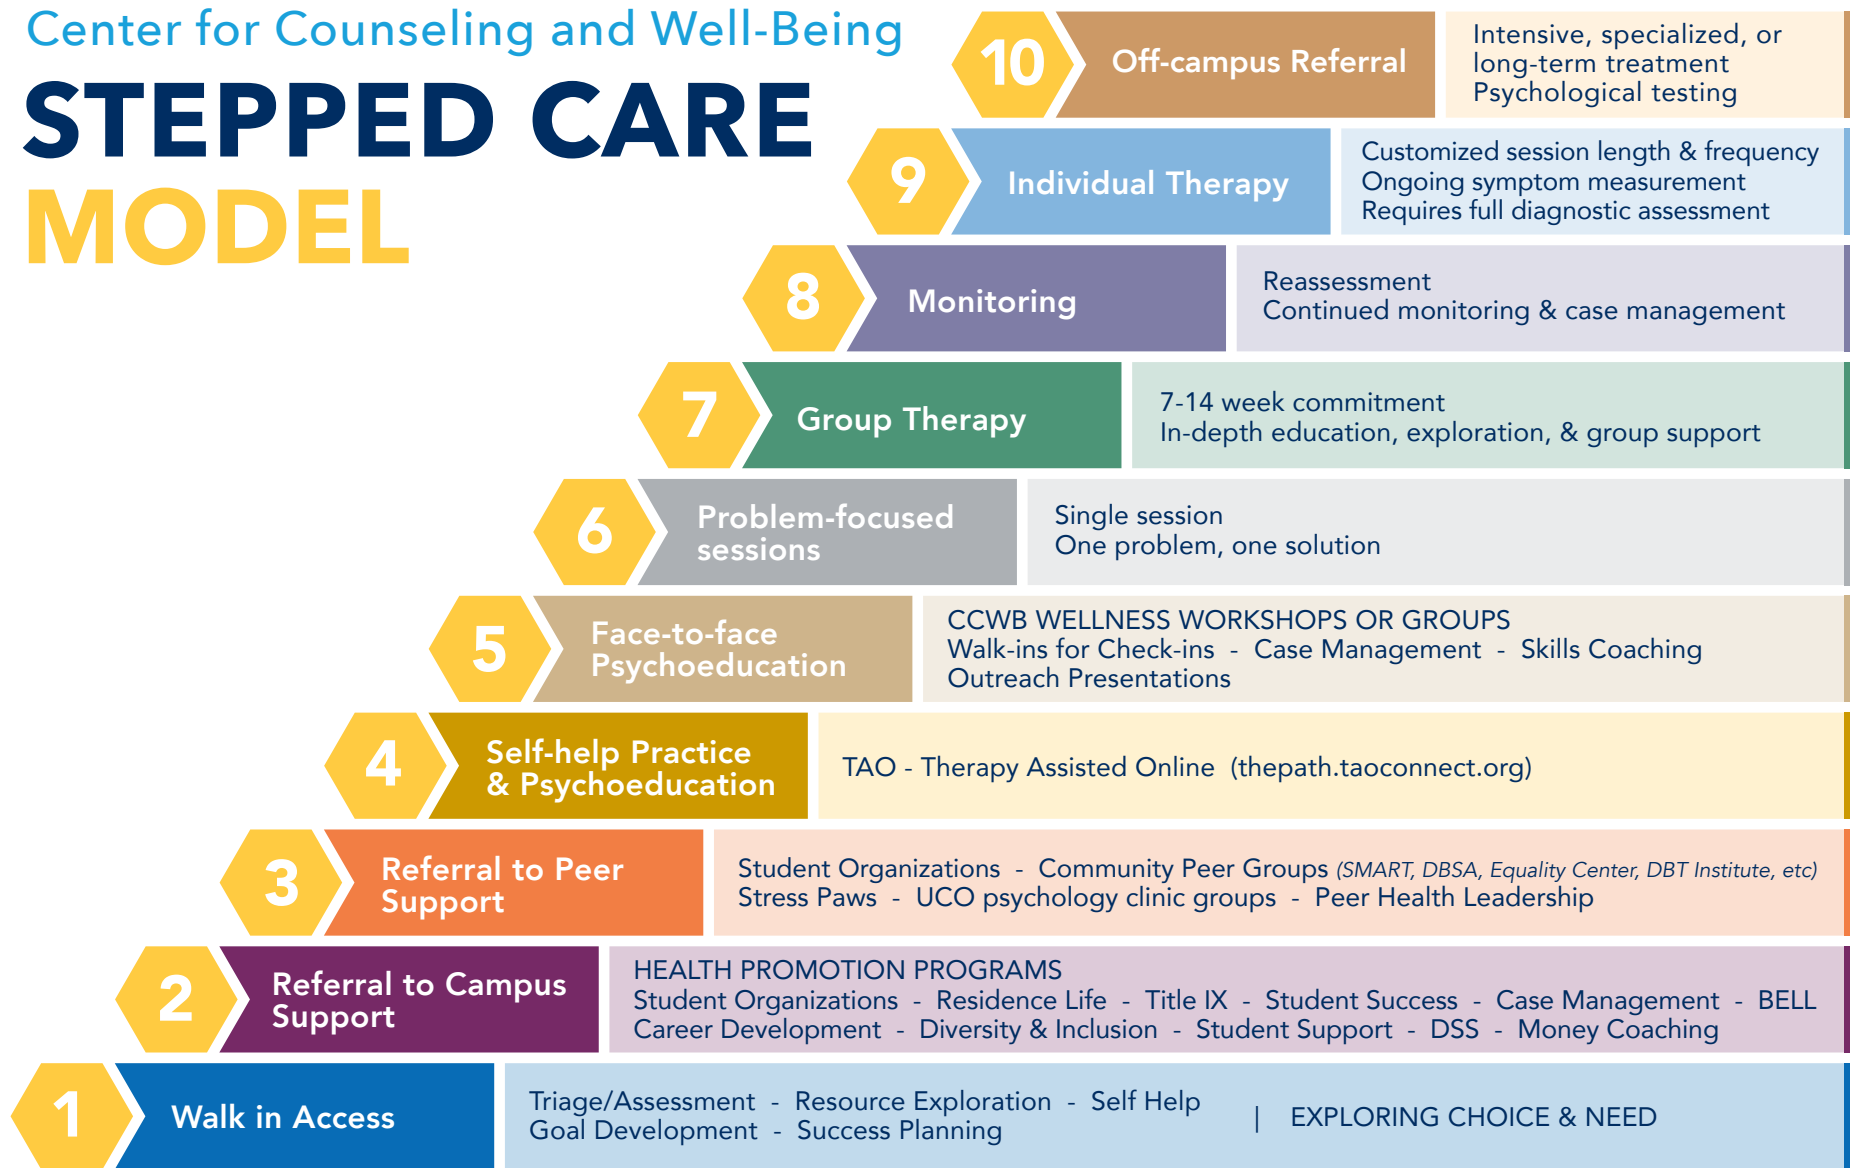 Center for Counseling and Well-Being
STEPPED CARE
MODEL
10
Off-campus Referral
Intensive, specialized, or
long-term treatment
Psychological testing
9
Individual Therapy
Customized session length & frequency
Ongoing symptom measurement
Requires full diagnostic assessment
8
Monitoring
Reassessment
Continued monitoring & case management
7
Group Therapy
7-14 week commitment
In-depth education, exploration, & group support
6
Problem-focused
sessions
Single session
One problem, one solution
5
Face-to-face
Psychoeducation
CCWB WELLNESS WORKSHOPS OR GROUPS
Walk-ins for Check-ins - Case Management - Skills Coaching
Outreach Presentations
4
Self-help Practice
& Psychoeducation
TAO - Therapy Assisted Online (thepath.taoconnect.org)
3
Referral to Peer
Support
Student Organizations - Community Peer Groups (SMART, DBSA, Equality Center, DBT Institute, etc)
Stress Paws - UCO psychology clinic groups - Peer Health Leadership
2
Referral to Campus
Support
HEALTH PROMOTION PROGRAMS
Student Organizations - Residence Life - Title IX - Student Success - Case Management - BELL
Career Development - Diversity & Inclusion - Student Support - DSS - Money Coaching
1
Walk in Access
Triage/Assessment - Resource Exploration - Self Help
Goal Development - Success Planning
| EXPLORING CHOICE & NEED